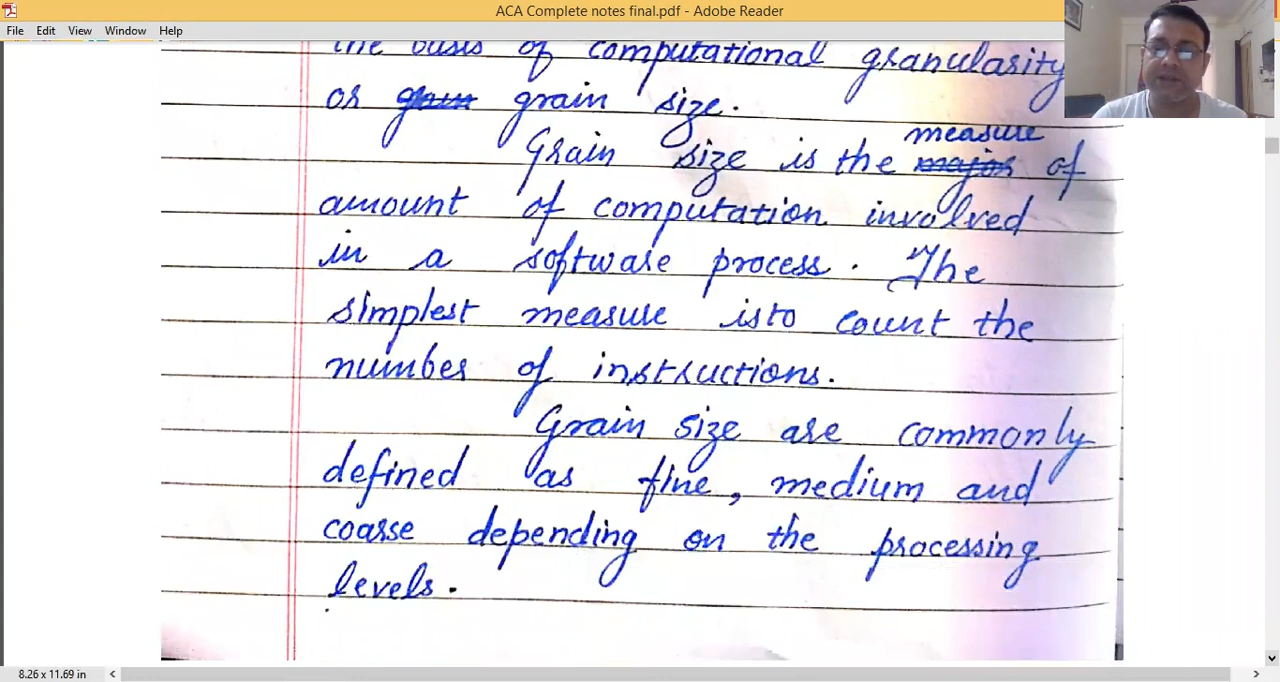 ACA Complete notes final.pdf - Adobe Reader
File Edit View Window Help
the basis of computational granularity
or grain size.
measure
Grain size is the major of
amount of computation involved
in a software process. The
simplest measure is to count the
number of instructions.
Grain size are commonly
defined as fine, medium and
coarse depending on the processing
levels.
8.26 x 11.69 in